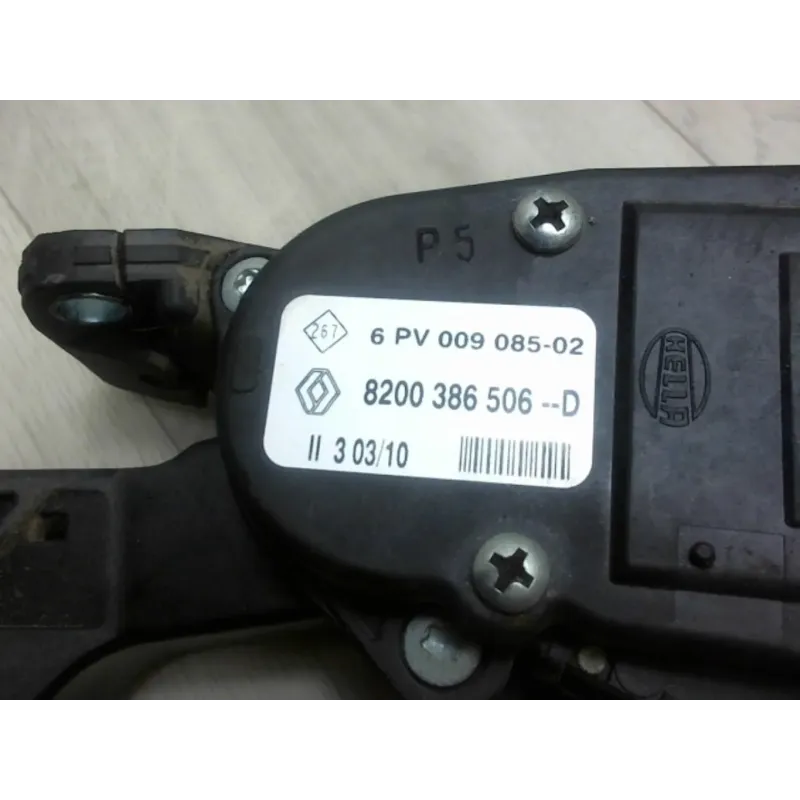 P5
267
6 PV 009 085-02
8200 386 506 --D
II 3 03/10
HELLA